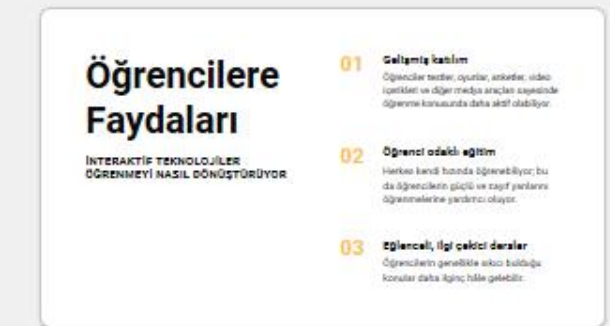 Öğrencilere
Faydaları
İNTERAKTİF TEKNOLOJİLER
ÖĞRENMEYİ NASIL DÖNÜŞTÜRÜYOR
01
Gelişmiş katılım
Öğrenciler testler, oyunlar, anketler, video
içerikleri ve diğer medya araçları sayesinde
öğrenme konusunda daha aktif olabiliyor.
02
Öğrenci odaklı eğitim
Herkes kendi hızında öğrenebiliyor; bu
da öğrencilerin güçlü ve zayıf yanlarını
öğrenmelerine yardımcı oluyor.
03
Eğlenceli, ilgi çekici dersler
Öğrencilerin genellikle sıkıcı bulduğu
konular daha ilginç hâle gelebilir.